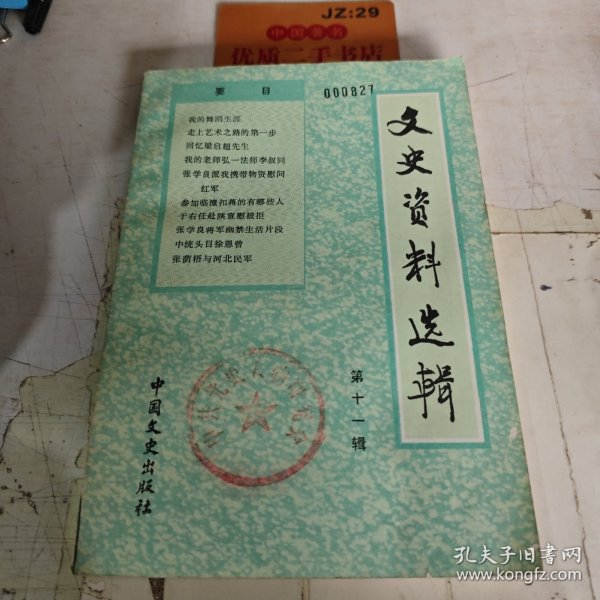 JZ:29
中国著名
优质二手书店
要目
000827
我的舞蹈生涯
走上艺术之路的第一步
回忆梁启超先生
我的老师弘一法师李叔同
张学良派我携带物资慰问
红军
参加临潼扣蒋的有哪些人
于右任赴陕宣慰被拒
张学良将军幽禁生活片段
中统头目徐恩曾
张荫梧与河北民军
文史资料选辑
第十一辑
中国文史出版社
孔夫子旧书网
www.kongfz.com